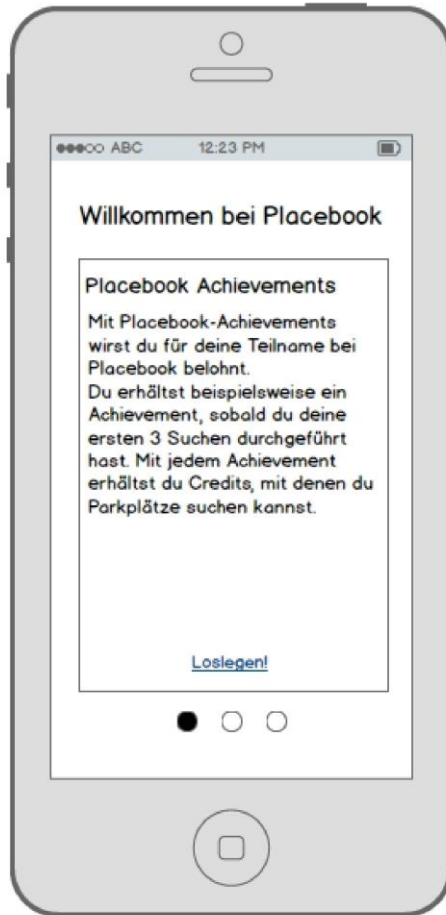 ABC 12:23 PM
Willkommen bei Placebook
Placebook Achievements
Mit Placebook-Achievements
wirst du für deine Teilname bei
Placebook belohnt.
Du erhältst beispielsweise ein
Achievement, sobald du deine
ersten 3 Suchen durchgeführt
hast. Mit jedem Achievement
erhältst du Credits, mit denen du
Parkplätze suchen kannst.
Loslegen!